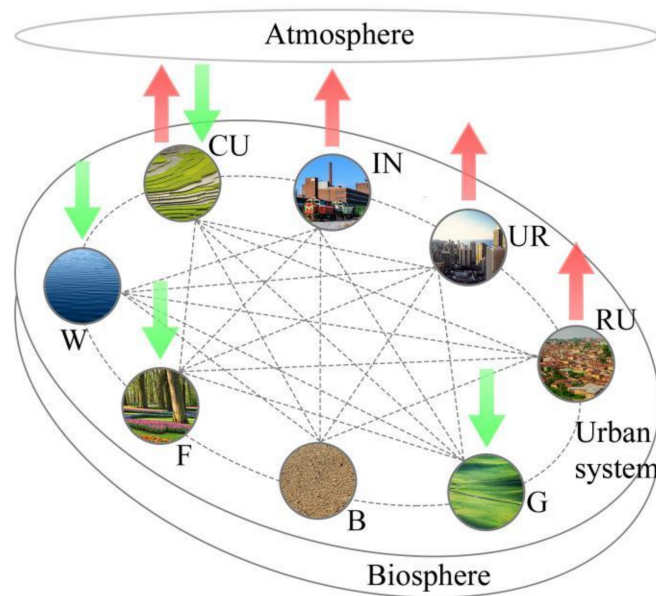 Atmosphere
CU
IN
UR
W
RU
F
Urban
system
B
G
Biosphere